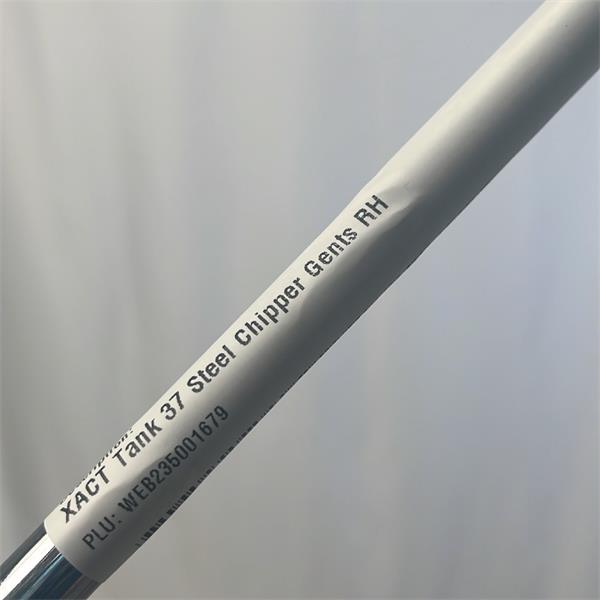 XACT Tank 37 Steel Chipper Gents RH
PLU: WEB235001679